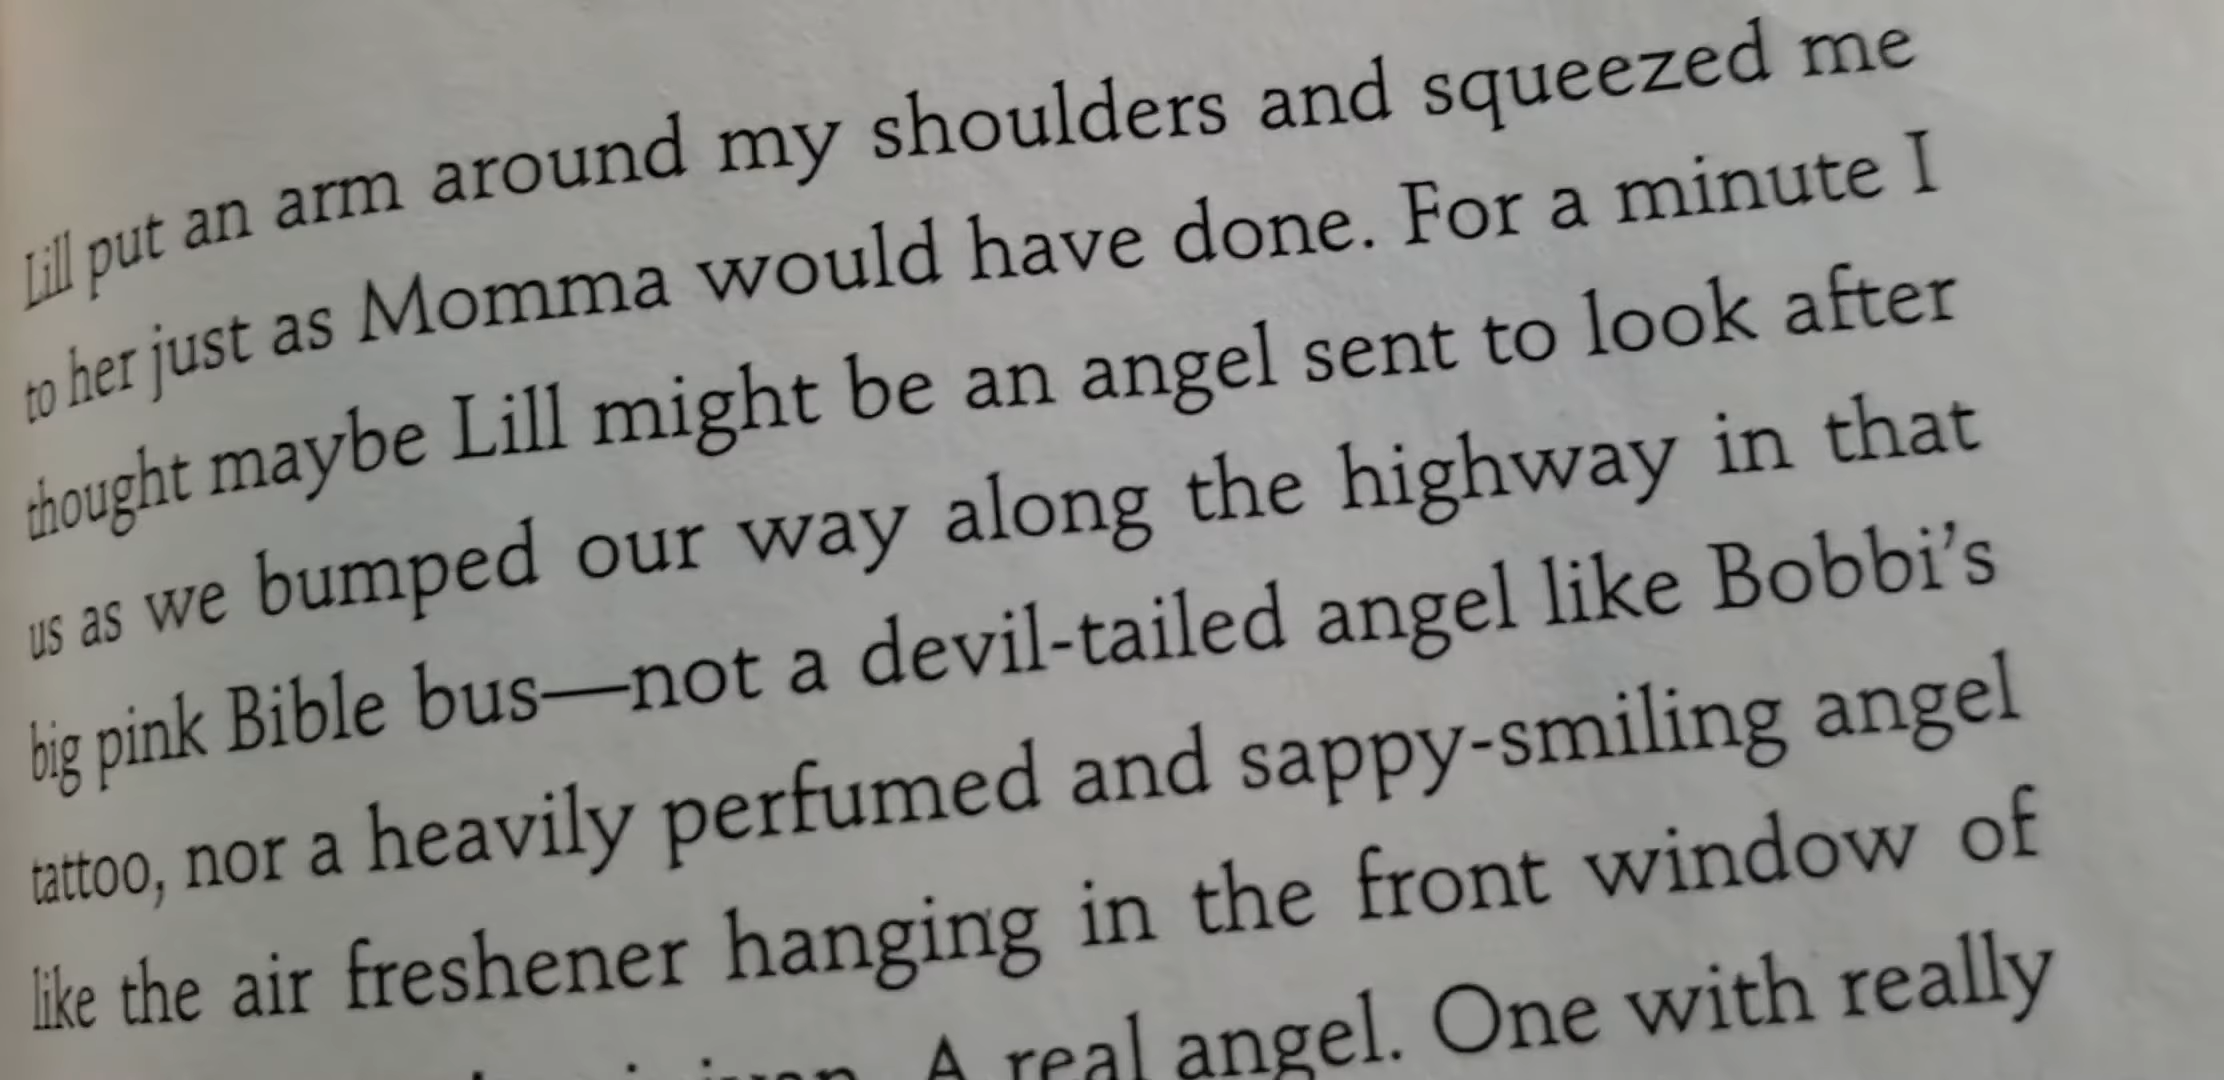 Lill put an arm around my shoulders and squeezed me
to her just as Momma would have done. For a minute I
thought maybe Lill might be an angel sent to look after
us as we bumped our way along the highway in that
big pink Bible bus—not a devil-tailed angel like Bobbi's
tattoo, nor a heavily perfumed and sappy-smiling angel
like the air freshener hanging in the front window of
A real angel. One with really